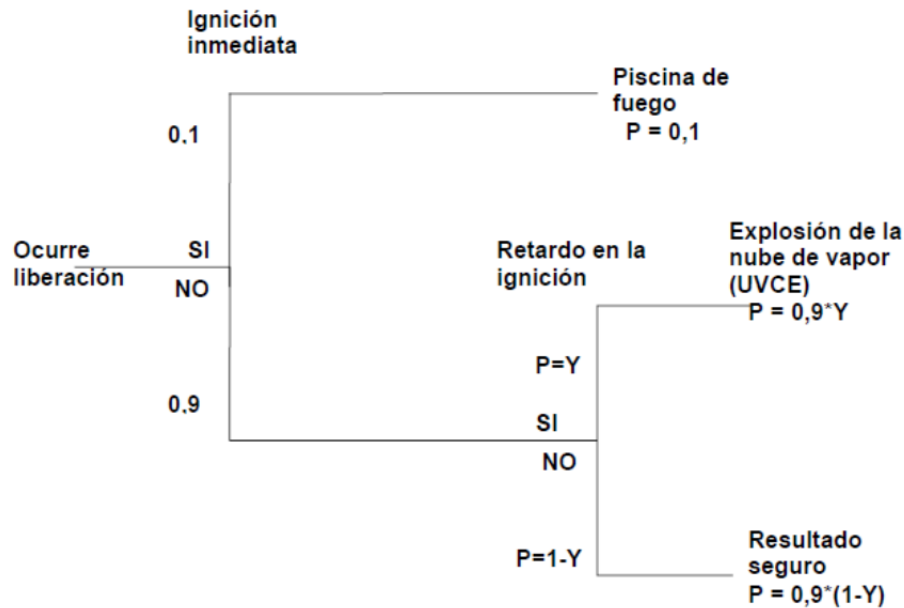 Ignición
inmediata
Piscina de
fuego
P = 0,1
0,1
Ocurre
liberación
SI
NO
Retardo en la
ignición
Explosión de la
nube de vapor
(UVCE)
P = 0,9*Y
P=Y
0,9
SI
NO
P=1-Y
Resultado
seguro
P = 0,9*(1-Y)